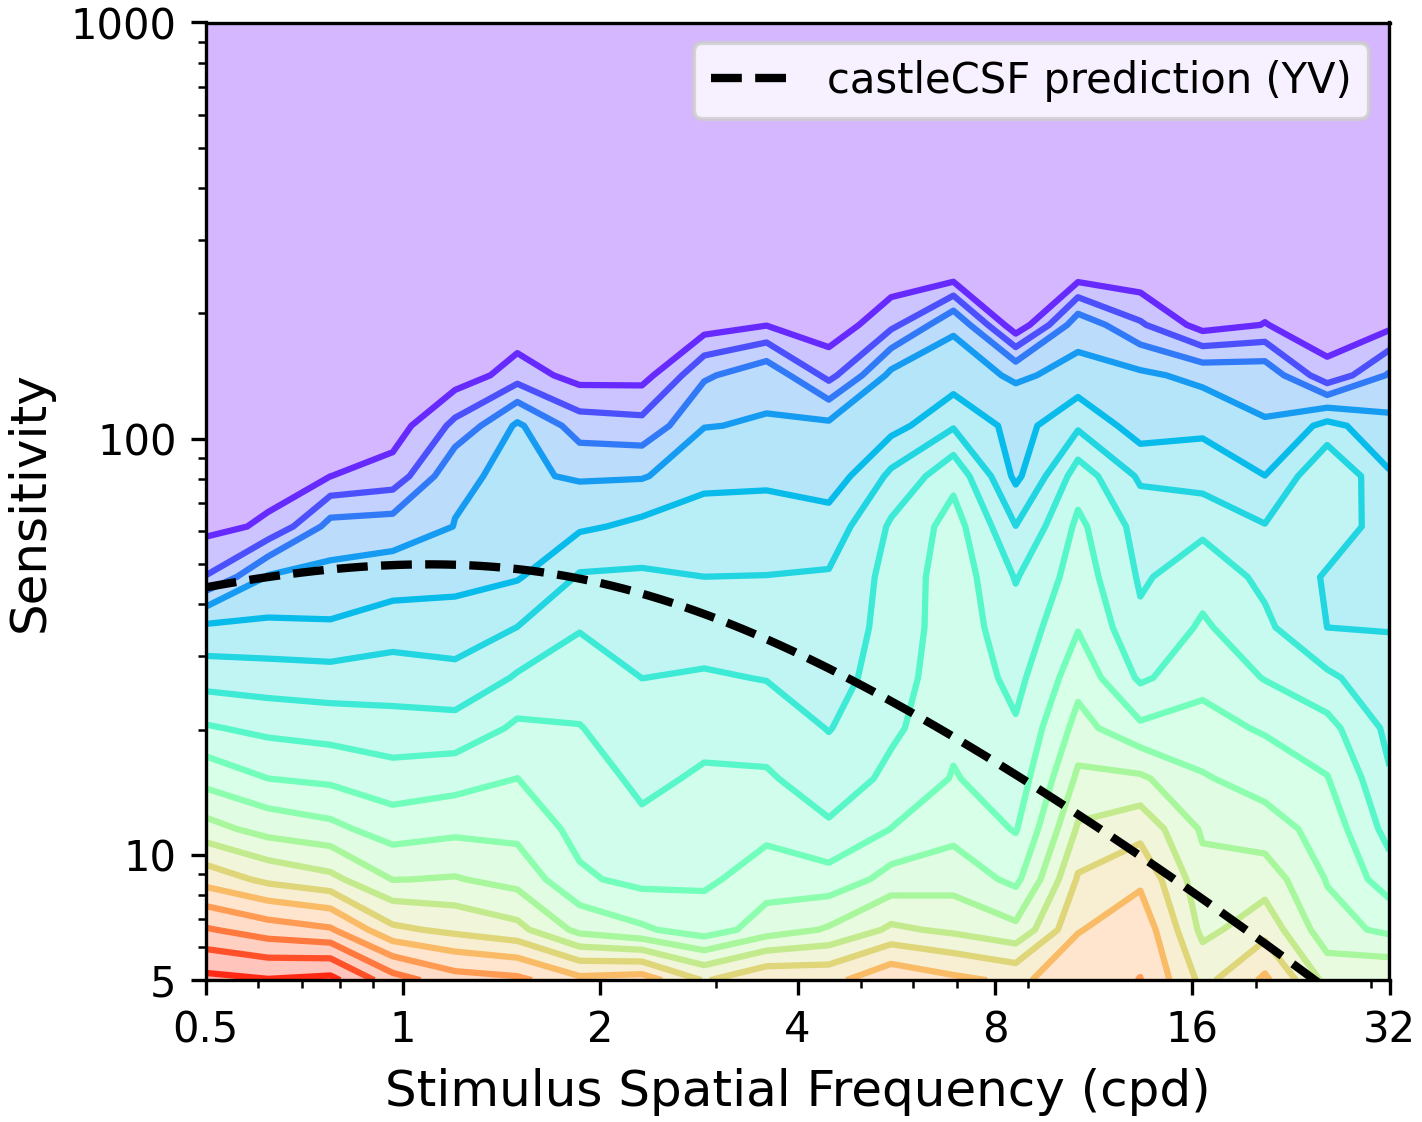 1000
castleCSF prediction (YV)
100
Sensitivity
10
5
0.5 1 2 4 8 16 32
Stimulus Spatial Frequency (cpd)